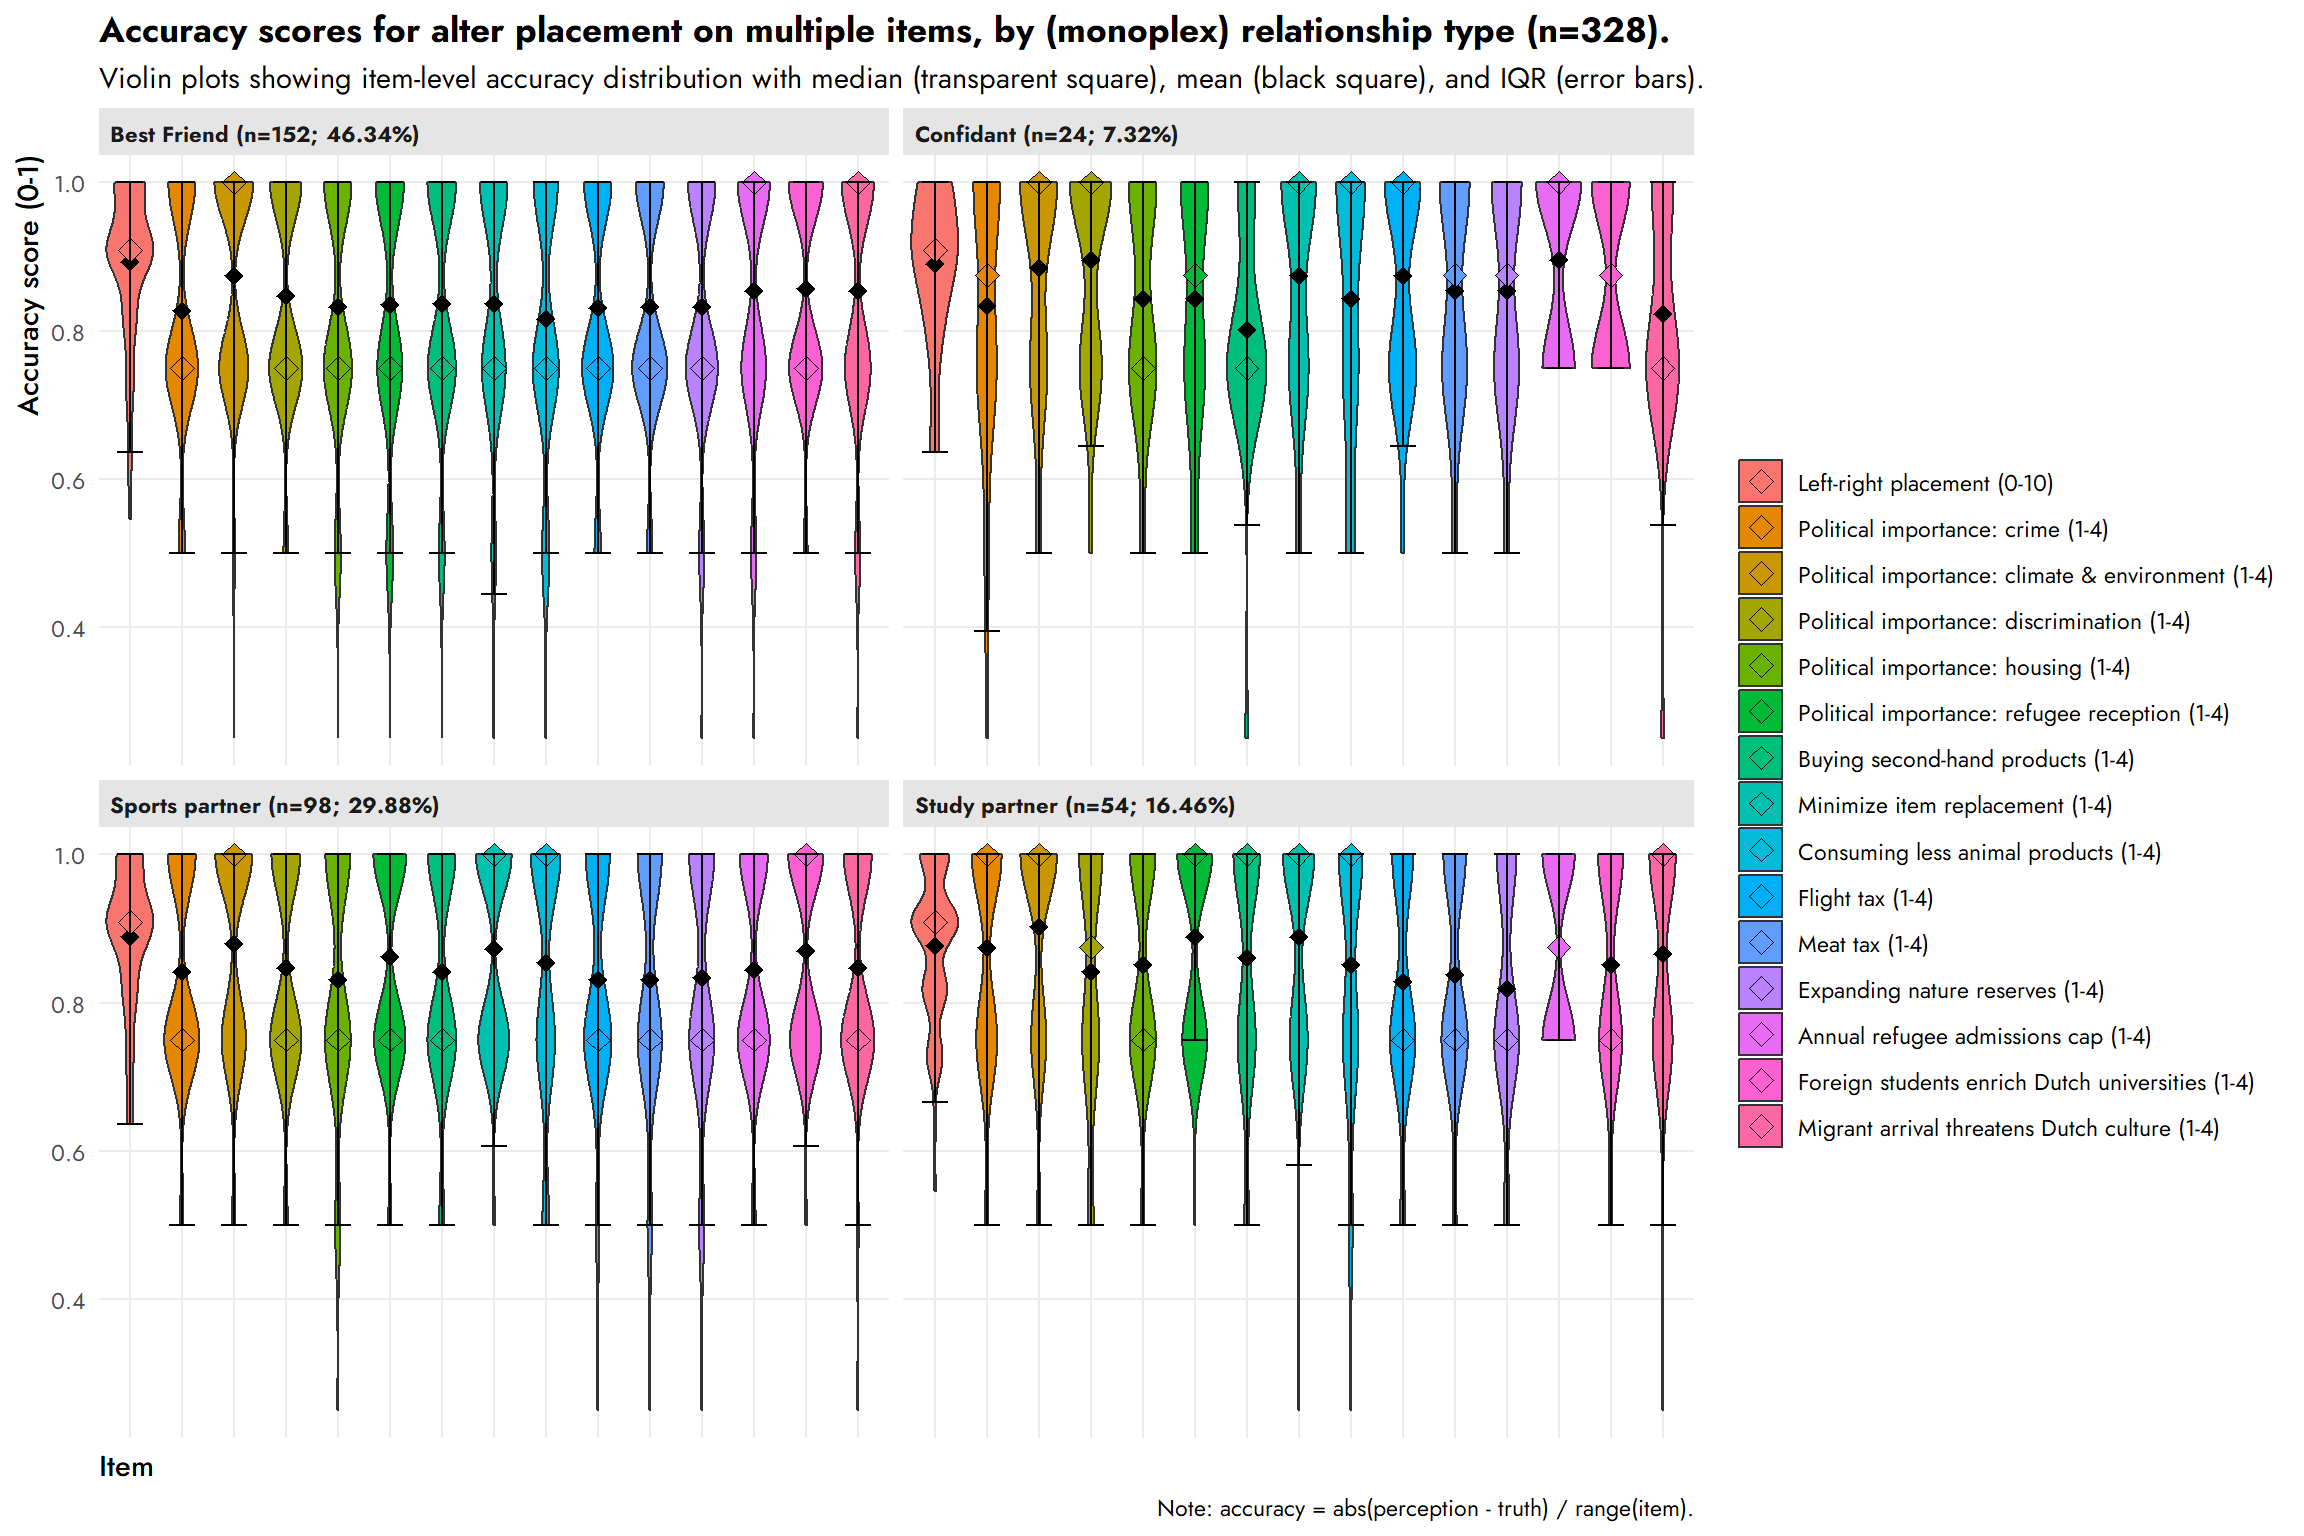 Accuracy scores for alter placement on multiple items, by (monoplex) relationship type (n=328).
Violin plots showing item-level accuracy distribution with median (transparent square), mean (black square), and IQR (error bars).
Accuracy score (0-1)
Best Friend (n=152; 46.34%)
1.0
0.8
0.6
0.4
Confidant (n=24; 7.32%)
Sports partner (n=98; 29.88%)
1.0
0.8
0.6
0.4
Study partner (n=54; 16.46%)
Item
Left-right placement (0-10)
Political importance: crime (1-4)
Political importance: climate & environment (1-4)
Political importance: discrimination (1-4)
Political importance: housing (1-4)
Political importance: refugee reception (1-4)
Buying second-hand products (1-4)
Minimize item replacement (1-4)
Consuming less animal products (1-4)
Flight tax (1-4)
Meat tax (1-4)
Expanding nature reserves (1-4)
Annual refugee admissions cap (1-4)
Foreign students enrich Dutch universities (1-4)
Migrant arrival threatens Dutch culture (1-4)
Note: accuracy = abs(perception - truth) / range(item).